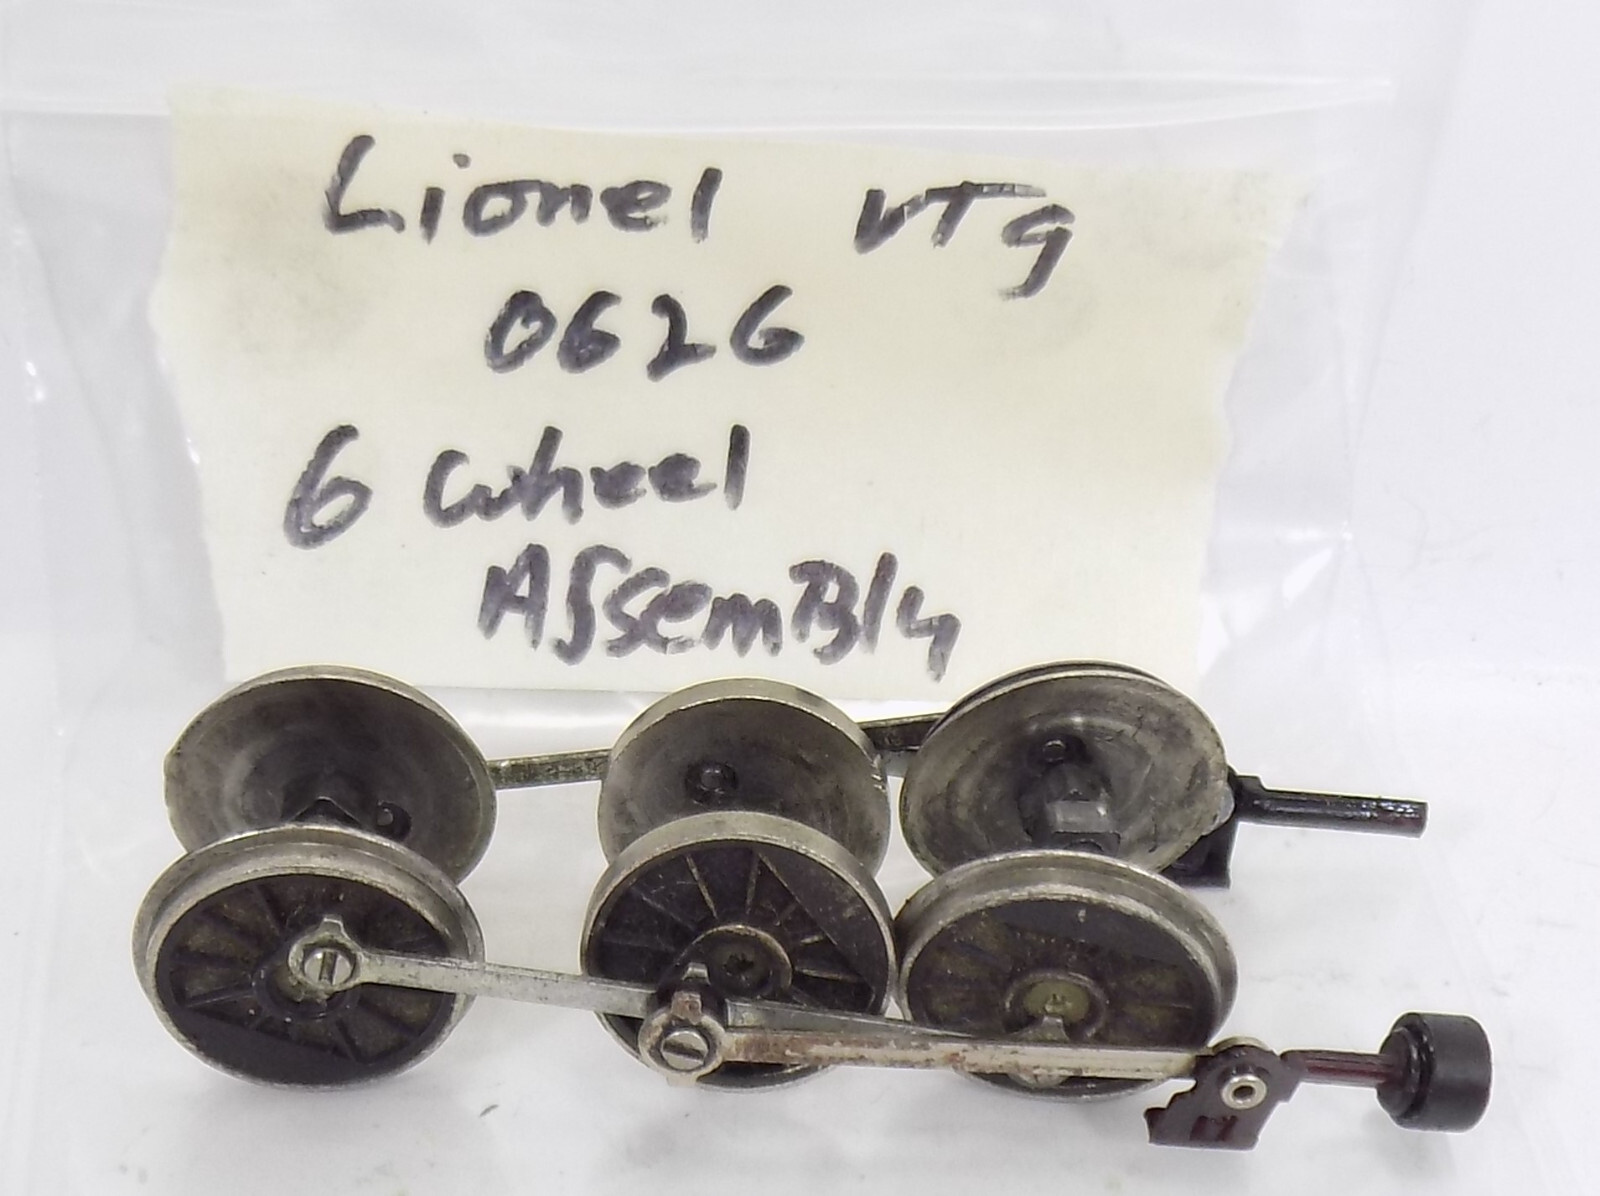 Lionel VTg
0626
6 wheel
AssemBly